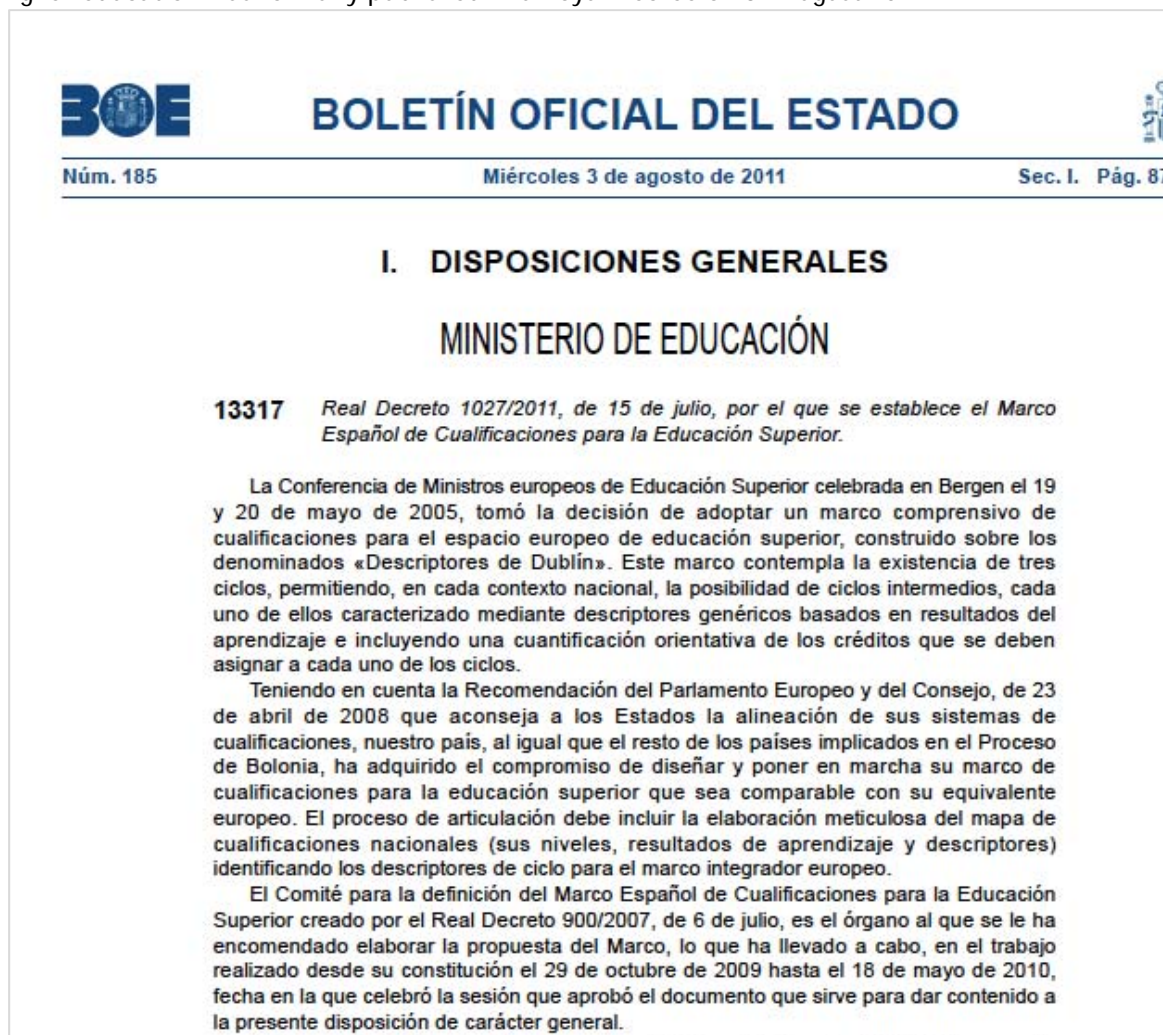 BOE
BOLETÍN OFICIAL DEL ESTADO
Núm. 185 Miércoles 3 de agosto de 2011 Sec. I. Pág. 87
I. DISPOSICIONES GENERALES
MINISTERIO DE EDUCACIÓN
13317 Real Decreto 1027/2011, de 15 de julio, por el que se establece el Marco
Español de Cualificaciones para la Educación Superior.
La Conferencia de Ministros europeos de Educación Superior celebrada en Bergen el 19
y 20 de mayo de 2005, tomó la decisión de adoptar un marco comprensivo de
cualificaciones para el espacio europeo de educación superior, construido sobre los
denominados «Descriptores de Dublín». Este marco contempla la existencia de tres
ciclos, permitiendo, en cada contexto nacional, la posibilidad de ciclos intermedios, cada
uno de ellos caracterizado mediante descriptores genéricos basados en resultados del
aprendizaje e incluyendo una cuantificación orientativa de los créditos que se deben
asignar a cada uno de los ciclos.
Teniendo en cuenta la Recomendación del Parlamento Europeo y del Consejo, de 23
de abril de 2008 que aconseja a los Estados la alineación de sus sistemas de
cualificaciones, nuestro país, al igual que el resto de los países implicados en el Proceso
de Bolonia, ha adquirido el compromiso de diseñar y poner en marcha su marco de
cualificaciones para la educación superior que sea comparable con su equivalente
europeo. El proceso de articulación debe incluir la elaboración meticulosa del mapa de
cualificaciones nacionales (sus niveles, resultados de aprendizaje y descriptores)
identificando los descriptores de ciclo para el marco integrador europeo.
El Comité para la definición del Marco Español de Cualificaciones para la Educación
Superior creado por el Real Decreto 900/2007, de 6 de julio, es el órgano al que se le ha
encomendado elaborar la propuesta del Marco, lo que ha llevado a cabo, en el trabajo
realizado desde su constitución el 29 de octubre de 2009 hasta el 18 de mayo de 2010,
fecha en la que celebró la sesión que aprobó el documento que sirve para dar contenido a
la presente disposición de carácter general.